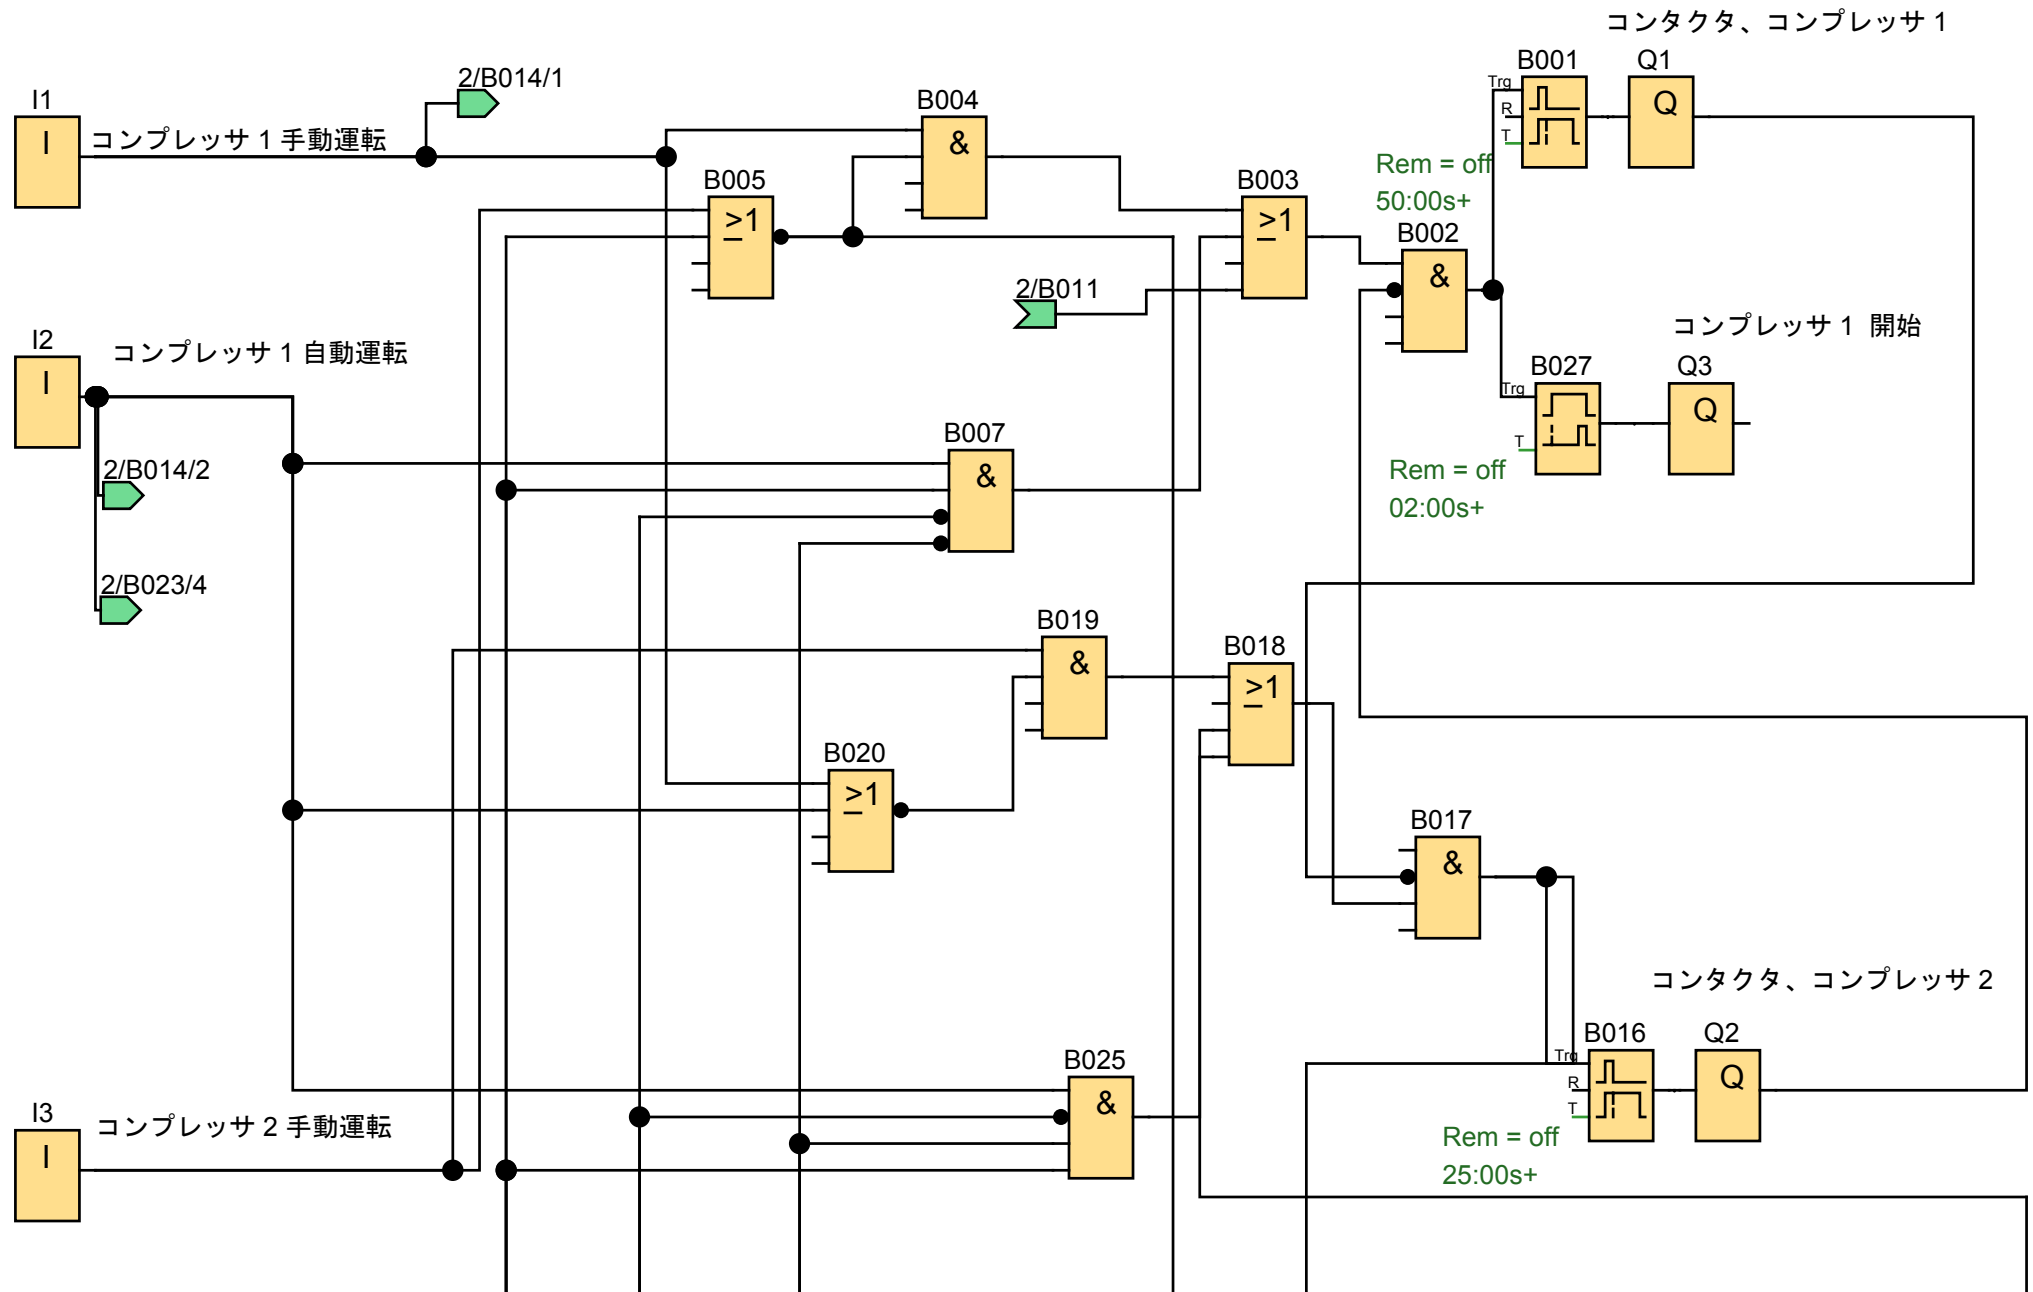 コンタクタ、コンプレッサ 1
B001
Q1
2/B014/1
Trg
R
T
Q
I1
I
コンプレッサ 1 手動運転
B004
&
Rem = off
50:00s+
B005
>1
B003
>1
B002
&
2/B011
コンプレッサ 1 開始
I2
I
コンプレッサ 1 自動運転
B027
Trg
T
Q3
Q
B007
&
Rem = off
02:00s+
2/B014/2
2/B023/4
B019
&
B018
>1
B020
>1
B017
&
コンタクタ、コンプレッサ 2
B016
Q2
Trg
R
T
Q
B025
&
I3
I
コンプレッサ 2 手動運転
Rem = off
25:00s+